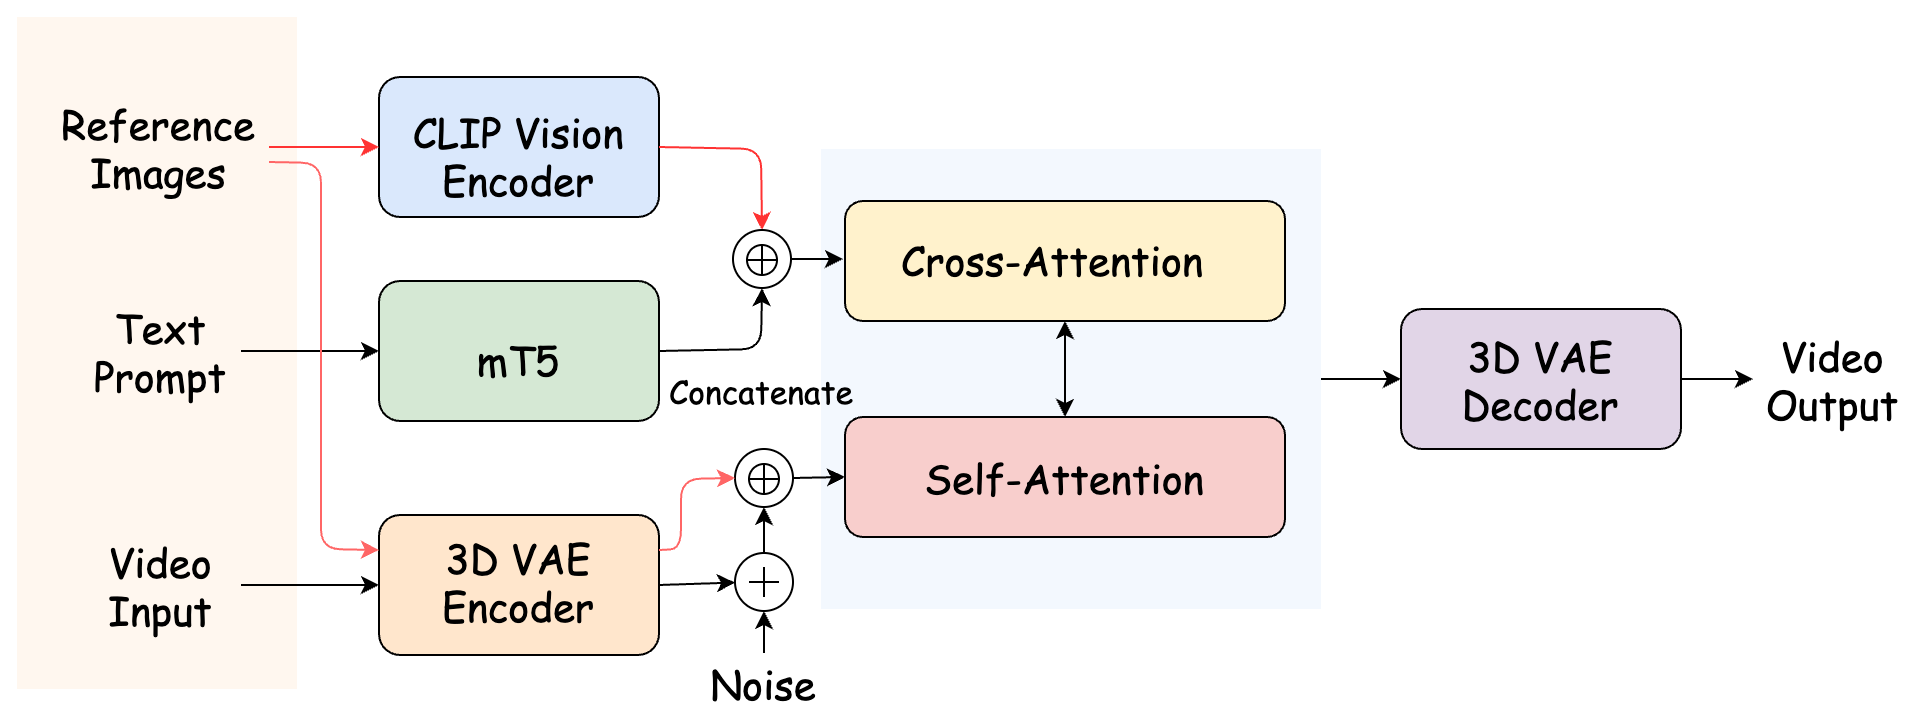 Reference
Images
CLIP Vision
Encoder
Text
Prompt
mT5
Concatenate
Video
Input
3D VAE
Encoder
Noise
Cross-Attention
Self-Attention
3D VAE
Decoder
Video
Output